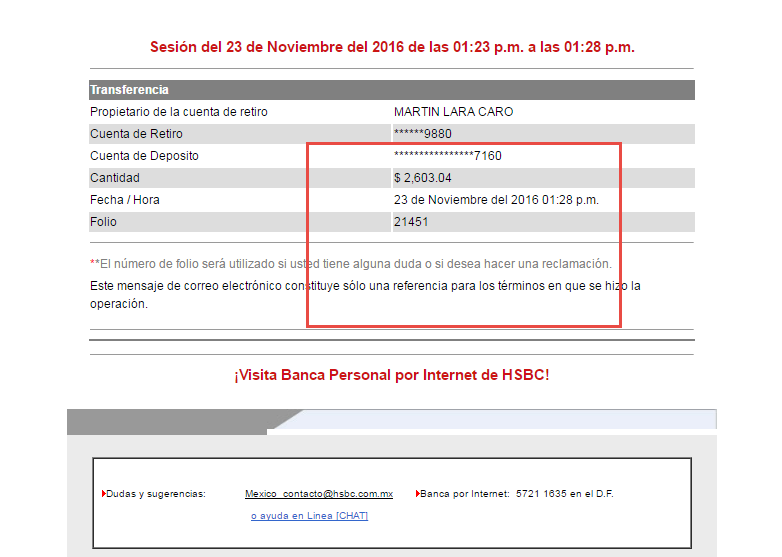 Sesión del 23 de Noviembre del 2016 de las 01:23 p.m. a las 01:28 p.m.
Transferencia
Propietario de la cuenta de retiro MARTIN LARA CARO
Cuenta de Retiro ******9880
Cuenta de Deposito ****************7160
Cantidad $ 2,603.04
Fecha / Hora 23 de Noviembre del 2016 01:28 p.m.
Folio 21451
**El número de folio será utilizado si usted tiene alguna duda o si desea hacer una reclamación.
Este mensaje de correo electrónico constituye sólo una referencia para los términos en que se hizo la
operación.
¡Visita Banca Personal por Internet de HSBC!
Dudas y sugerencias: Mexico_contacto@hsbc.com.mx Banca por Internet: 5721 1635 en el D.F.
o ayuda en Linea [CHAT]